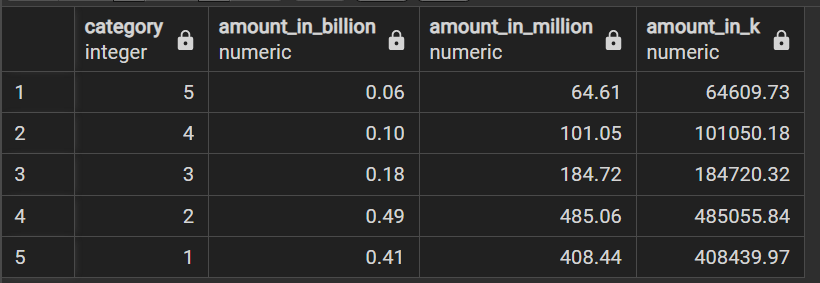 category amount_in_billion amount_in_million amount_in_k
integer numeric numeric numeric
1 5 0.06 64.61 64609.73
2 4 0.10 101.05 101050.18
3 3 0.18 184.72 184720.32
4 2 0.49 485.06 485055.84
5 1 0.41 408.44 408439.97